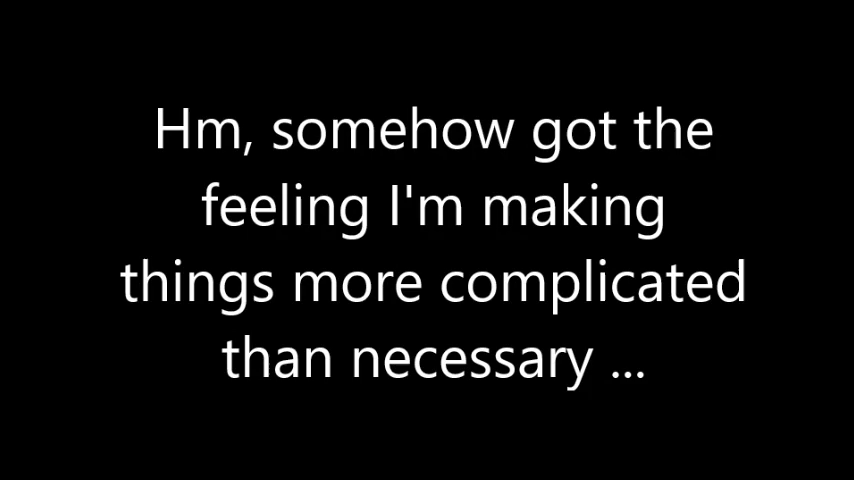 Hm, somehow got the
feeling I'm making
things more complicated
than necessary ...